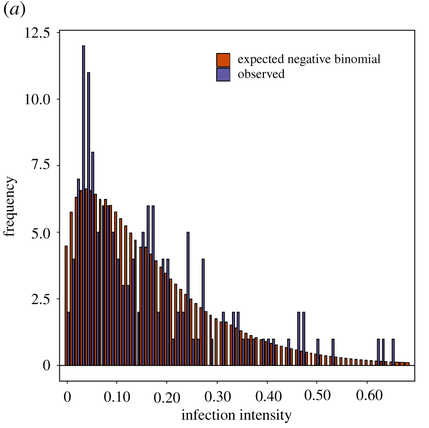 (a)
12.5
10.0
7.5
5.0
2.5
0
frequency
expected negative binomial
observed
0 0.10 0.20 0.30 0.40 0.50 0.60
infection intensity